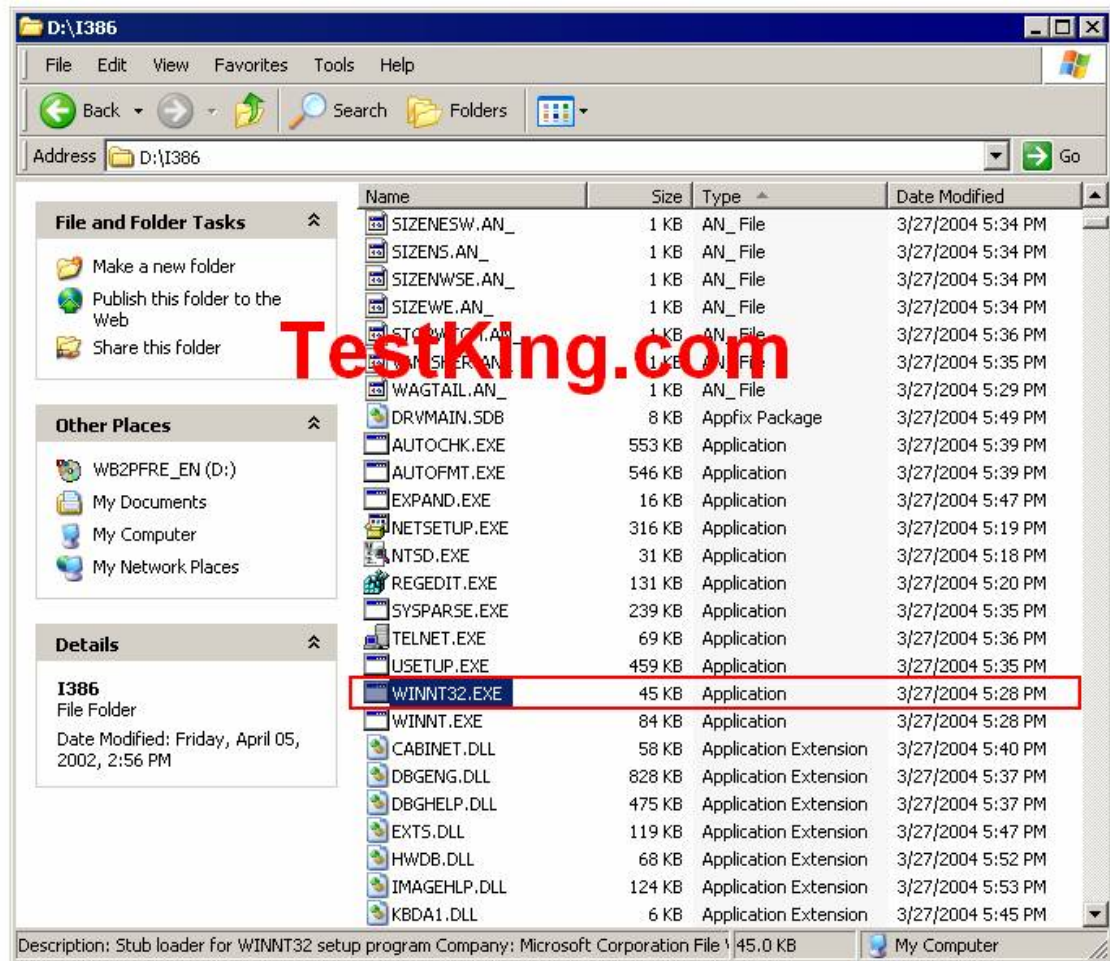 D:\I386
File Edit View Favorites Tools Help
Back Search Folders
Address D:\I386 Go
File and Folder Tasks
Make a new folder
Publish this folder to the
Web
Share this folder
Other Places
WB2PFRE_EN (D:)
My Documents
My Computer
My Network Places
Details
I386
File Folder
Date Modified: Friday, April 05,
2002, 2:56 PM
Name Size Type Date Modified
SIZENESW.AN_ 1 KB AN_ File 3/27/2004 5:34 PM
SIZENS.AN_ 1 KB AN_ File 3/27/2004 5:34 PM
SIZENWSE.AN_ 1 KB AN_ File 3/27/2004 5:34 PM
SIZEWE.AN_ 1 KB AN_ File 3/27/2004 5:34 PM
1 KB AN_ File 3/27/2004 5:36 PM
1 KB AN_ File 3/27/2004 5:35 PM
WAGTAIL.AN_ 1 KB AN_ File 3/27/2004 5:29 PM
DRVMAIN.SDB 8 KB Appfix Package 3/27/2004 5:49 PM
AUTOCHK.EXE 553 KB Application 3/27/2004 5:39 PM
AUTOFMT.EXE 546 KB Application 3/27/2004 5:39 PM
EXPAND.EXE 16 KB Application 3/27/2004 5:47 PM
NETSETUP.EXE 316 KB Application 3/27/2004 5:19 PM
NTSD.EXE 31 KB Application 3/27/2004 5:18 PM
REGEDIT.EXE 131 KB Application 3/27/2004 5:20 PM
SYSPARSE.EXE 239 KB Application 3/27/2004 5:35 PM
TELNET.EXE 69 KB Application 3/27/2004 5:36 PM
USETUP.EXE 459 KB Application 3/27/2004 5:35 PM
WINNT32.EXE 45 KB Application 3/27/2004 5:28 PM
WINNT.EXE 84 KB Application 3/27/2004 5:28 PM
CABINET.DLL 58 KB Application Extension 3/27/2004 5:40 PM
DBGENG.DLL 828 KB Application Extension 3/27/2004 5:37 PM
DBGHELP.DLL 475 KB Application Extension 3/27/2004 5:37 PM
EXTS.DLL 119 KB Application Extension 3/27/2004 5:47 PM
HWDB.DLL 68 KB Application Extension 3/27/2004 5:52 PM
IMAGEHLP.DLL 124 KB Application Extension 3/27/2004 5:53 PM
KBDA1.DLL 6 KB Application Extension 3/27/2004 5:45 PM
TestKing.com
Description: Stub loader for WINNT32 setup program Company: Microsoft Corporation File 45.0 KB My Computer